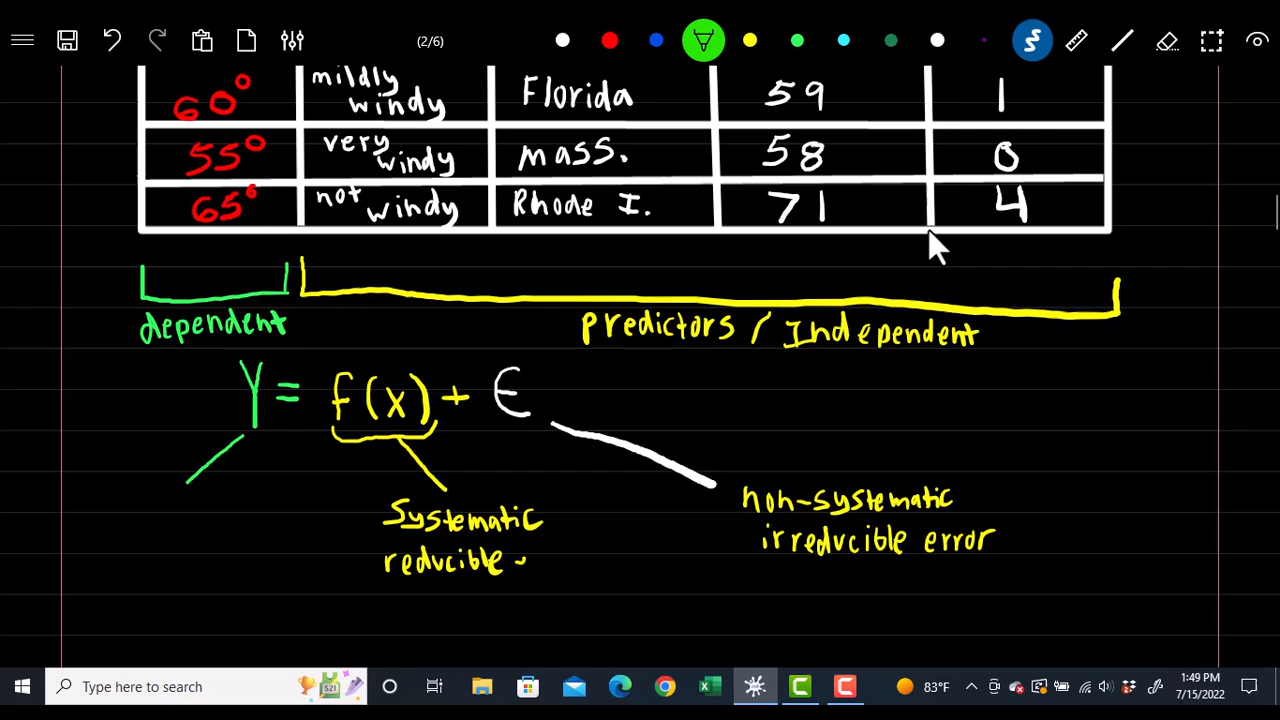 (2/6)
60° mildly windy Florida 59 1
55° very windy mass. 58 0
65° not windy Rhode I. 71 4
dependent predictors / Independent
Y = f(x) + ϵ
Systematic reducible
non-systematic irreducible error
Type here to search
521
83°F
1:49 PM
7/15/2022